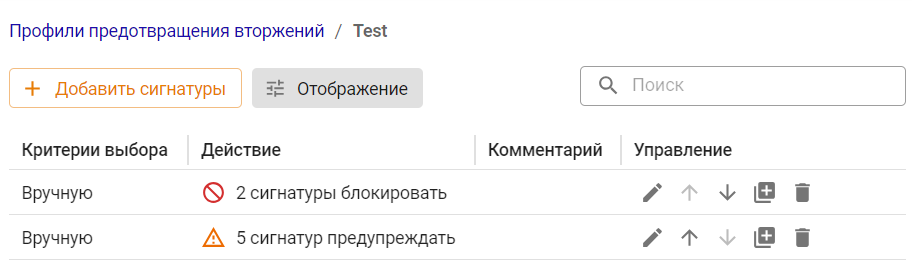 Профили предотвращения вторжений / Test
Добавить сигнатуры Отображение Поиск
Критерии выбора Действие Комментарий Управление
Вручную 2 сигнатуры блокировать
Вручную 5 сигнатур предупреждать